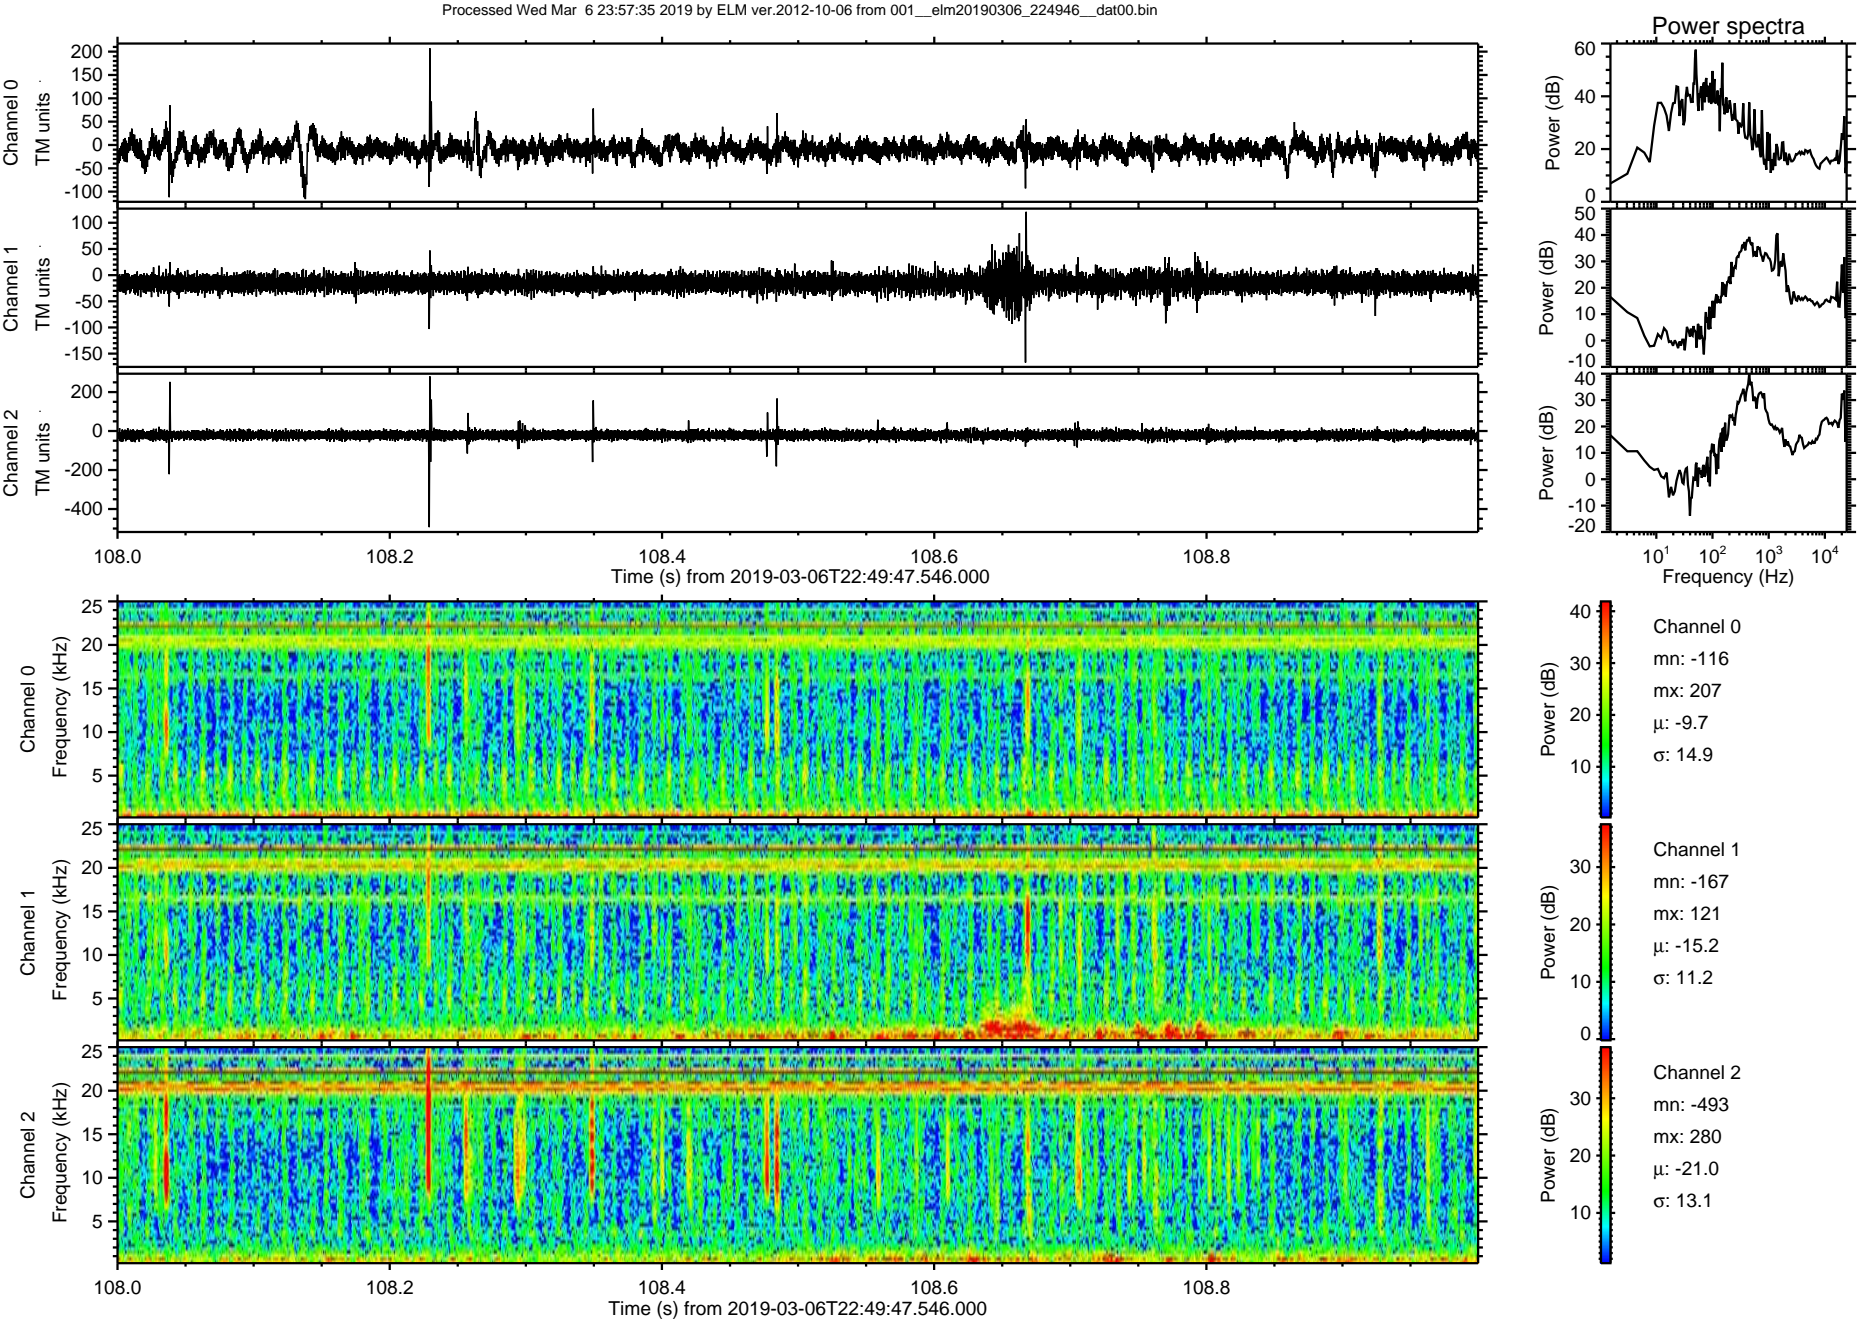 Processed Wed Mar  6 23:57:35 2019 by ELM ver.2012-10-06 from 001__elm20190306_224946__dat00.bin
Power spectra
Channel 0
TM units
200
150
100
50
0
-50
-100
Power (dB)
60
40
20
0
Channel 1
TM units
100
50
0
-50
-100
-150
Power (dB)
50
40
30
20
10
0
-10
Channel 2
TM units
200
0
-200
-400
Power (dB)
40
30
20
10
0
-10
-20
108.0 108.2 108.4 108.6 108.8
Time (s) from 2019-03-06T22:49:47.546.000
10¹ 10² 10³ 10⁴
Frequency (Hz)
Channel 0
Frequency (kHz)
25
20
15
10
5
Power (dB)
40
30
20
10
Channel 0
mn: -116
mx: 207
µ: -9.7
σ: 14.9
Channel 1
Frequency (kHz)
25
20
15
10
5
Power (dB)
30
20
10
0
Channel 1
mn: -167
mx: 121
µ: -15.2
σ: 11.2
Channel 2
Frequency (kHz)
25
20
15
10
5
Power (dB)
30
20
10
Channel 2
mn: -493
mx: 280
µ: -21.0
σ: 13.1
108.0 108.2 108.4 108.6 108.8
Time (s) from 2019-03-06T22:49:47.546.000